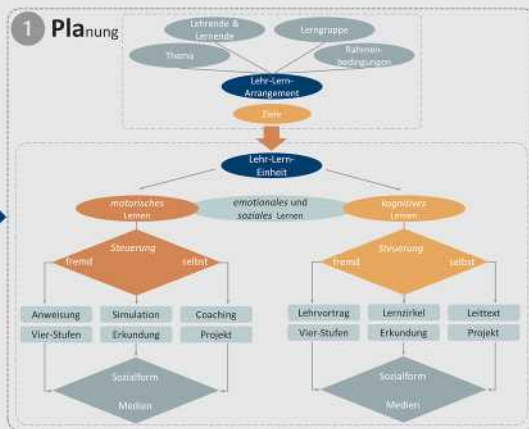 1 Planung
Lehrende &
Lernende
Lerngruppe
Thema
Rahmen-
bedingungen
Lehr-Lern-
Arrangement
Ziele
Lehr-Lern-
Einheit
motorisches
Lernen
emotionales und
soziales Lernen
kognitives
Lernen
Steuerung
fremd
selbst
Steuerung
fremd
selbst
Anweisung
Simulation
Coaching
Vier-Stufen
Erkundung
Projekt
Lehrvortrag
Lernzirkel
Leittext
Vier-Stufen
Erkundung
Projekt
Sozialform
Medien
Sozialform
Medien